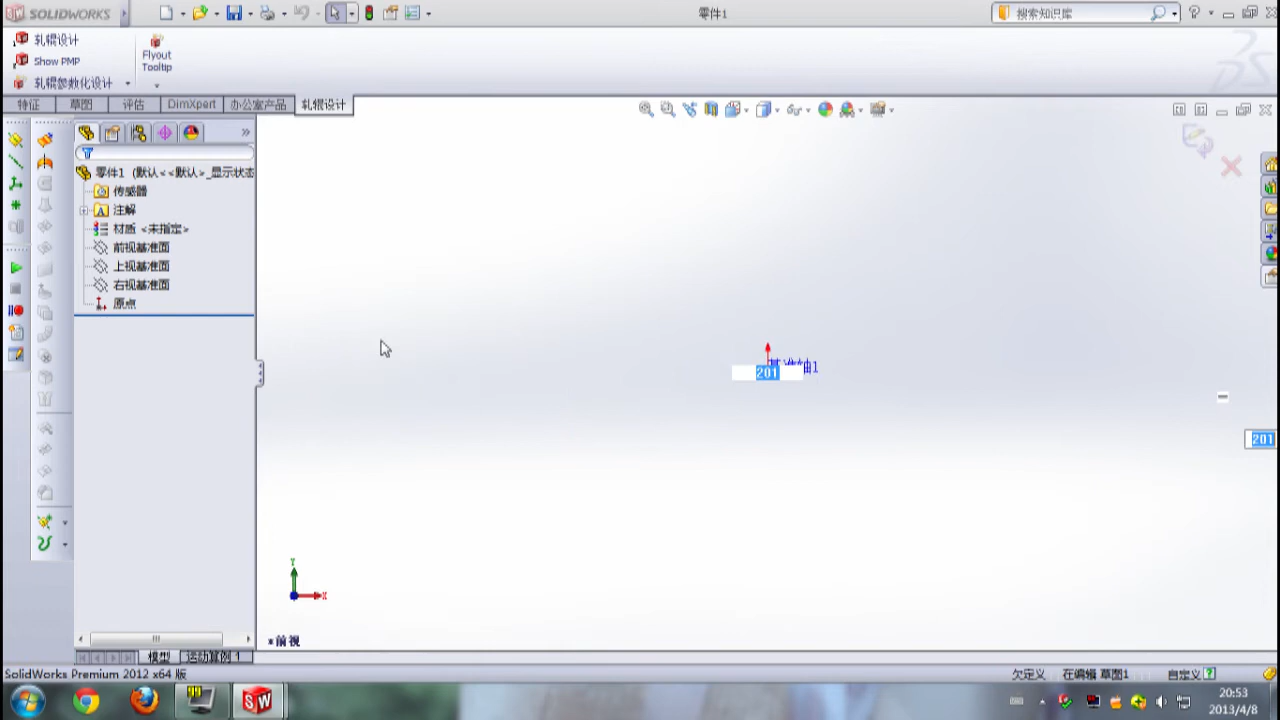 SOLIDWORKS
零件1
搜索知识库
轧辊设计
Show PMP
轧辊参数化设计
Flyout
Tooltip
特征
草图
评估
DimXpert
办公室产品
轧辊设计
零件1 (默认<<默认>_显示状态
传感器
注解
材质 <未指定>
前视基准面
上视基准面
右视基准面
原点
基准轴1
201
201
Y
X
*前视
模型
运动算例 1
SolidWorks Premium 2012 x64 版
欠定义
在编辑 草图1
自定义
20:53
2013/4/8